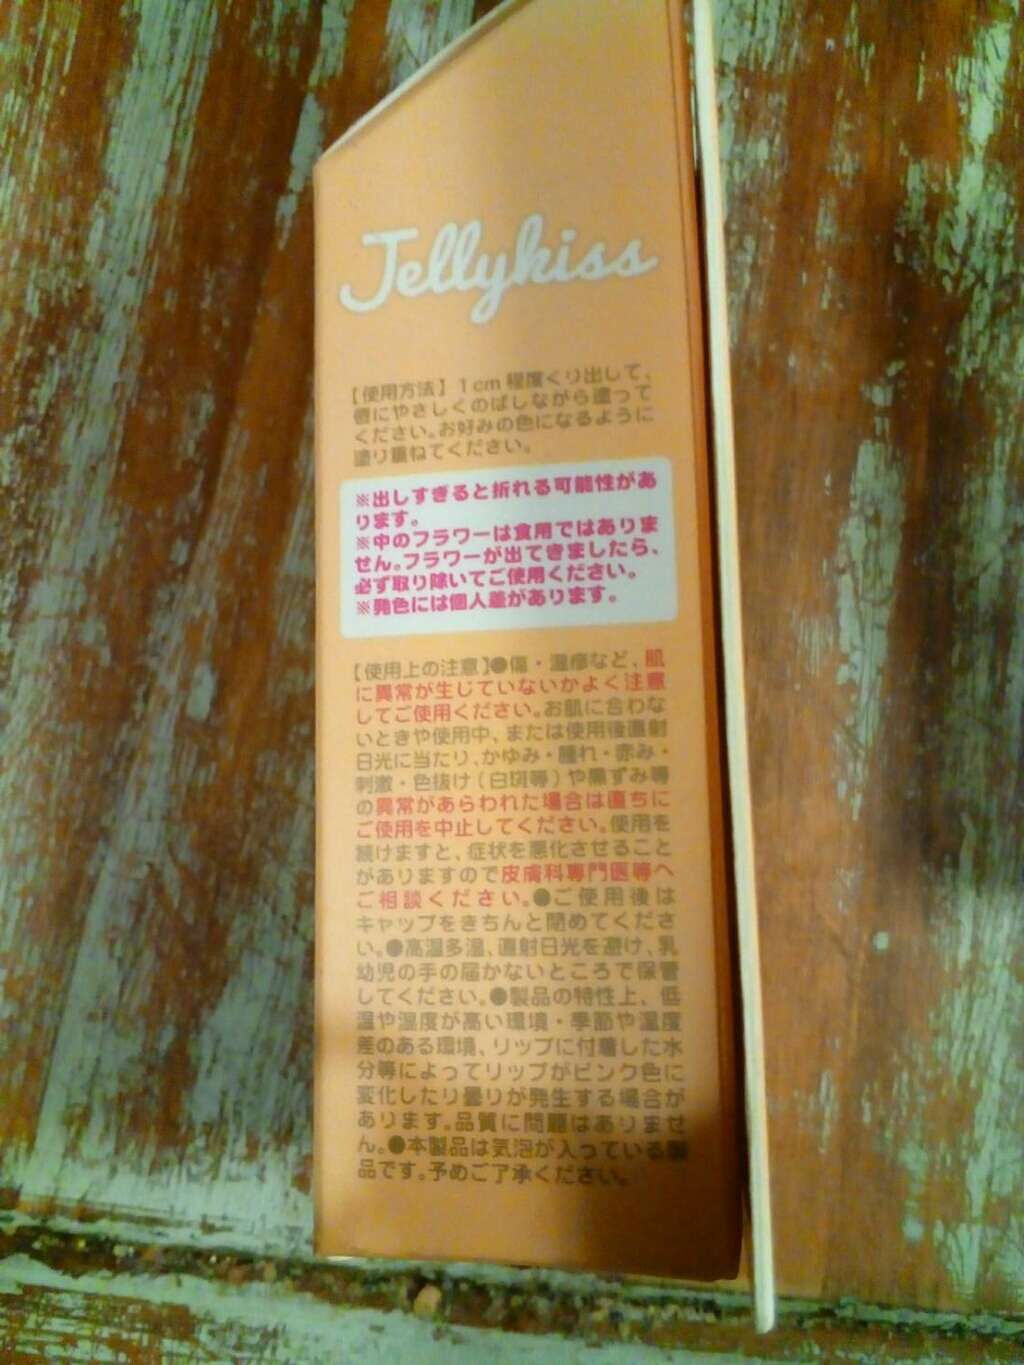 Jellykiss
【使用方法】1cm 程度くり出して、
唇にやさしくのばしながら塗って
ください。お好みの色になるように
塗り重ねてください。
※出しすぎると折れる可能性があ
ります。
※中のフラワーは食用ではありま
せん。フラワーが出てきましたら、
必ず取り除いてご使用ください。
※発色には個人差があります。
【使用上の注意】●傷・湿疹など、肌
に異常が生じていないかよく注意
してご使用ください。お肌に合わな
いときや使用中、または使用後直射
日光に当たり、かゆみ・腫れ・赤み・
刺激・色抜け(白斑等)や黒ずみ等
の異常があらわれた場合は直ちに
ご使用を中止してください。使用を
続けますと、症状を悪化させること
がありますので皮膚科専門医等へ
ご相談ください。●ご使用後は
キャップをきちんと閉めてくださ
い。●高温多湿、直射日光を避け、乳
幼児の手の届かないところで保管
してください。●製品の特性上、低
温や湿度が高い環境・季節や温度
差のある環境、リップに付着した水
分等によってリップがピンク色に
変化したり曇りが発生する場合が
あります。品質に問題はありませ
ん。●本製品は気泡が入っている製
品です。予めご了承ください。